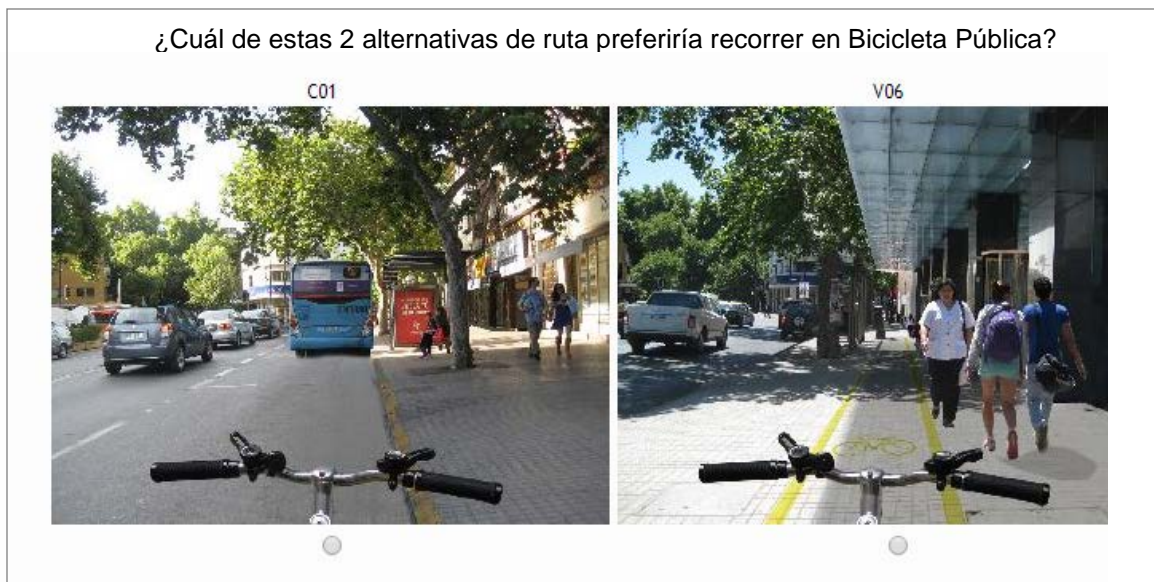 ¿Cuál de estas 2 alternativas de ruta preferiría recorrer en Bicicleta Pública?
C01
V06